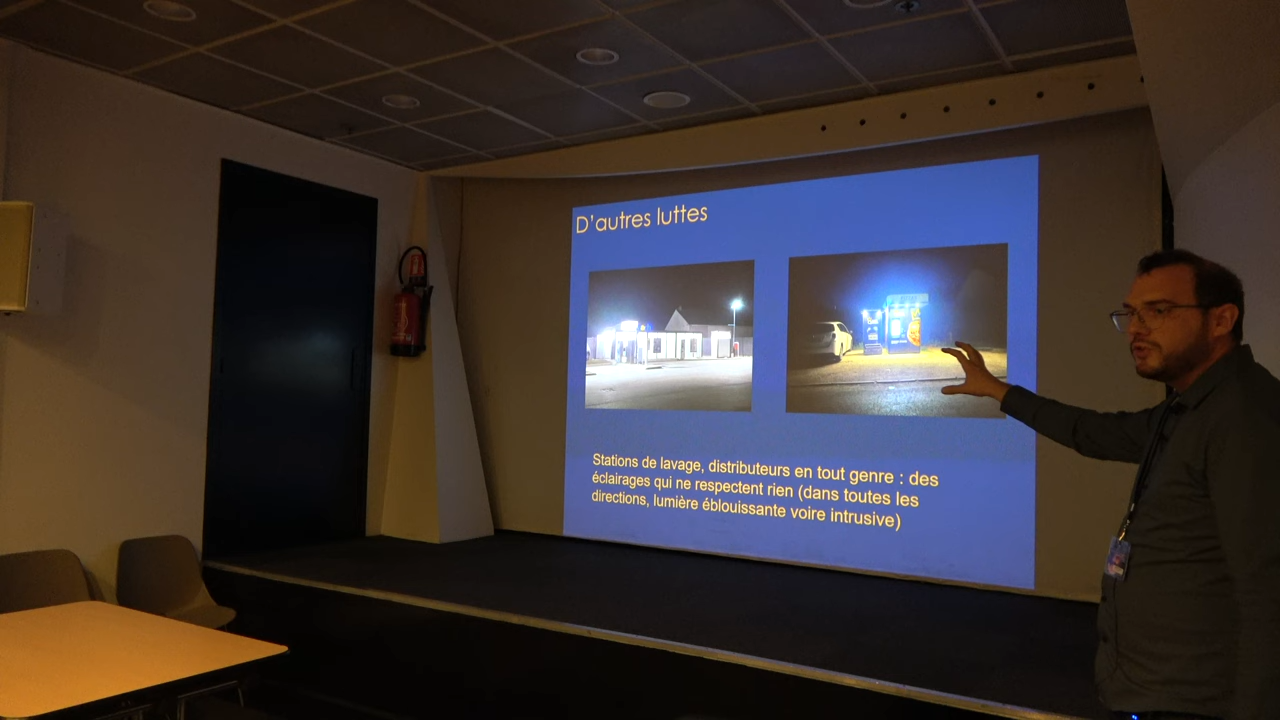 D'autres luttes
Stations de lavage, distributeurs en tout genre : des
éclairages qui ne respectent rien (dans toutes les
directions, lumière éblouissante voire intrusive)